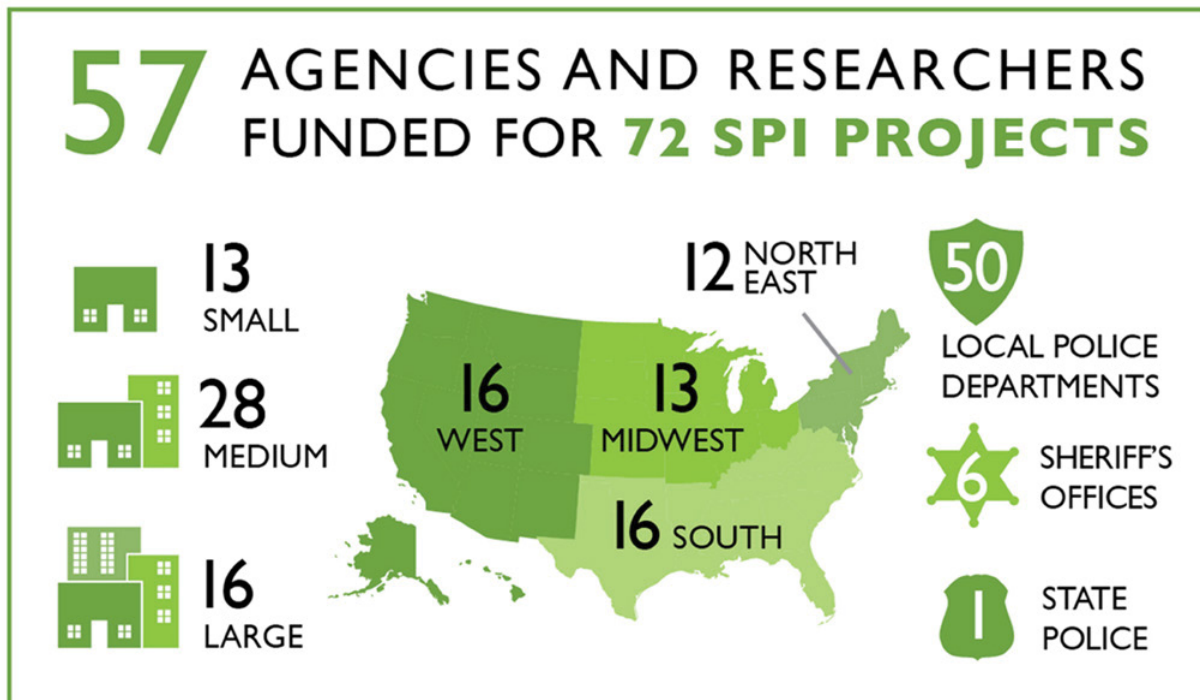 57 AGENCIES AND RESEARCHERS
FUNDED FOR 72 SPI PROJECTS
13
SMALL
28
MEDIUM
16
LARGE
12 NORTH
EAST
16
WEST
13
MIDWEST
16 SOUTH
50
LOCAL POLICE
DEPARTMENTS
6
SHERIFF'S
OFFICES
1
STATE
POLICE